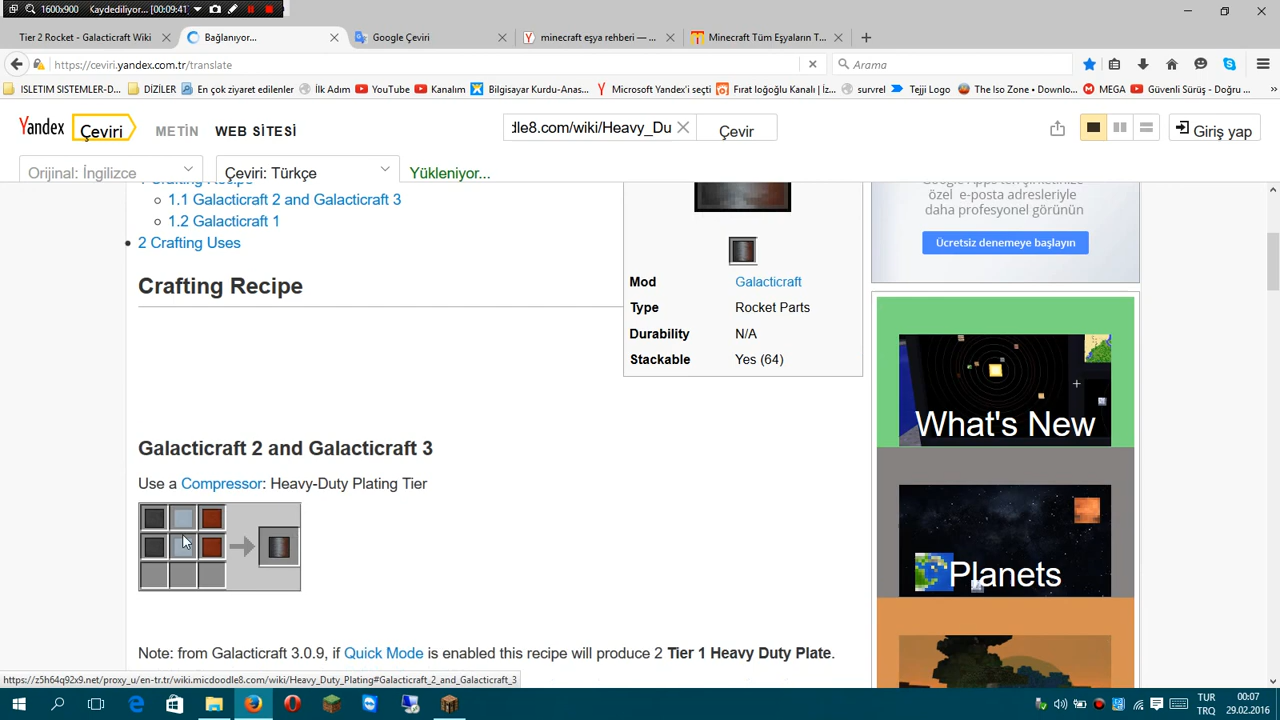 1600x900 Kaydediliyor... [00:09:41]
Tier 2 Rocket - Galacticraft Wiki
Bağlanıyor...
Google Çeviri
minecraft eşya rehberi —...
Minecraft Tüm Eşyaların T...
https://ceviri.yandex.com.tr/translate
Arama
ISLETIM SISTEMLER-D... DİZİLER En çok ziyaret edilenler İlk Adım YouTube Kanalım Bilgisayar Kurdu-Anas... Microsoft Yandex'i seçti Fırat loğoğlu Kanalı | İz... survrel Tejji Logo The Iso Zone • Downlo... MEGA Güvenli Sürüş - Doğru ...
Yandex Çeviri METİN WEB SİTESİ
dle8.com/wiki/Heavy_Du
Çevir
Giriş yap
Orijinal: İngilizce
Çeviri: Türkçe
Yükleniyor...
1.1 Galacticraft 2 and Galacticraft 3
1.2 Galacticraft 1
2 Crafting Uses
Crafting Recipe
Mod Galacticraft
Type Rocket Parts
Durability N/A
Stackable Yes (64)
özel e-posta adresleriyle
daha profesyonel görünün
Ücretsiz denemeye başlayın
What's New
Planets
Galacticraft 2 and Galacticraft 3
Use a Compressor: Heavy-Duty Plating Tier
Note: from Galacticraft 3.0.9, if Quick Mode is enabled this recipe will produce 2 Tier 1 Heavy Duty Plate.
https://z5h64q92x9.net/proxy_u/en-tr.tr/wiki.micdoodle8.com/wiki/Heavy_Duty_Plating#Galacticraft_2_and_Galacticraft_3
TUR
TRQ
00:07
29.02.2016